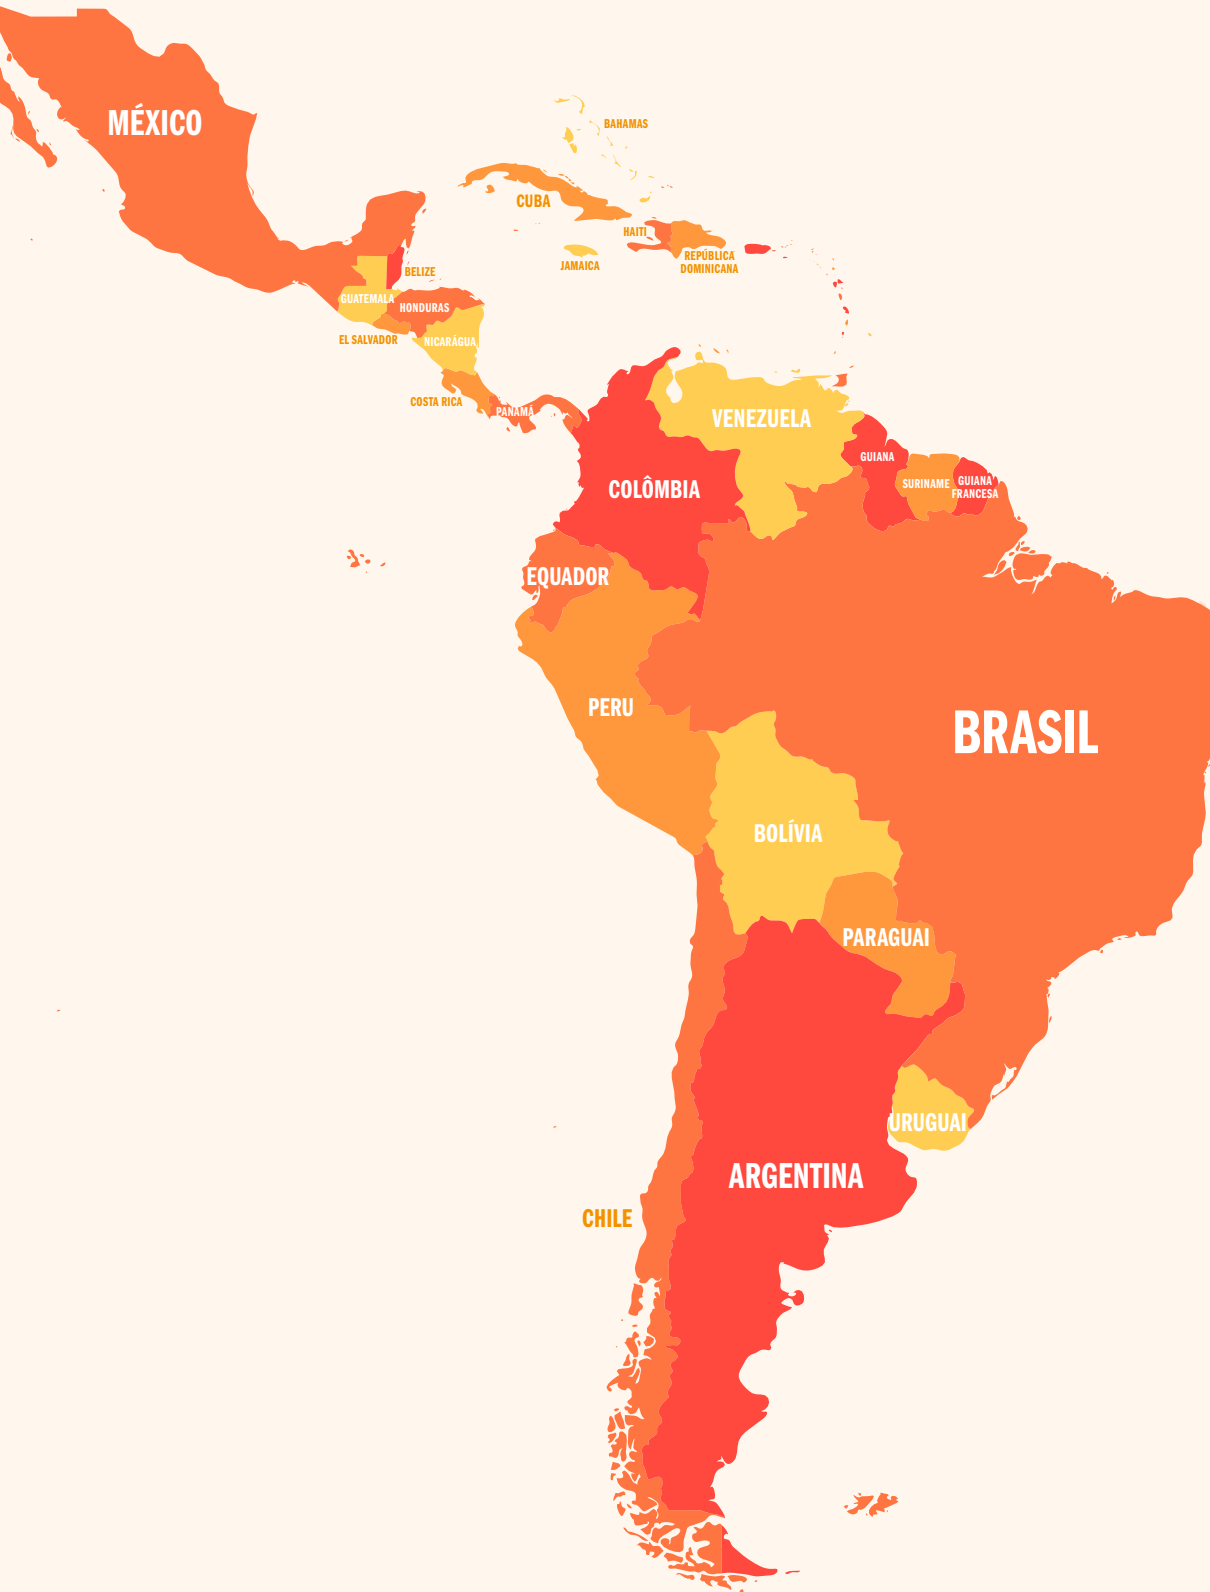 MÉXICO
BAHAMAS
CUBA
HAITI
REPÚBLICA
DOMINICANA
JAMAICA
BELIZE
GUATEMALA
HONDURAS
EL SALVADOR
NICARÁGUA
COSTA RICA
PANAMÁ
VENEZUELA
GUIANA
COLÔMBIA
SURINAME
GUIANA
FRANCESA
EQUADOR
PERU
BRASIL
BOLÍVIA
PARAGUAI
URUGUAI
ARGENTINA
CHILE